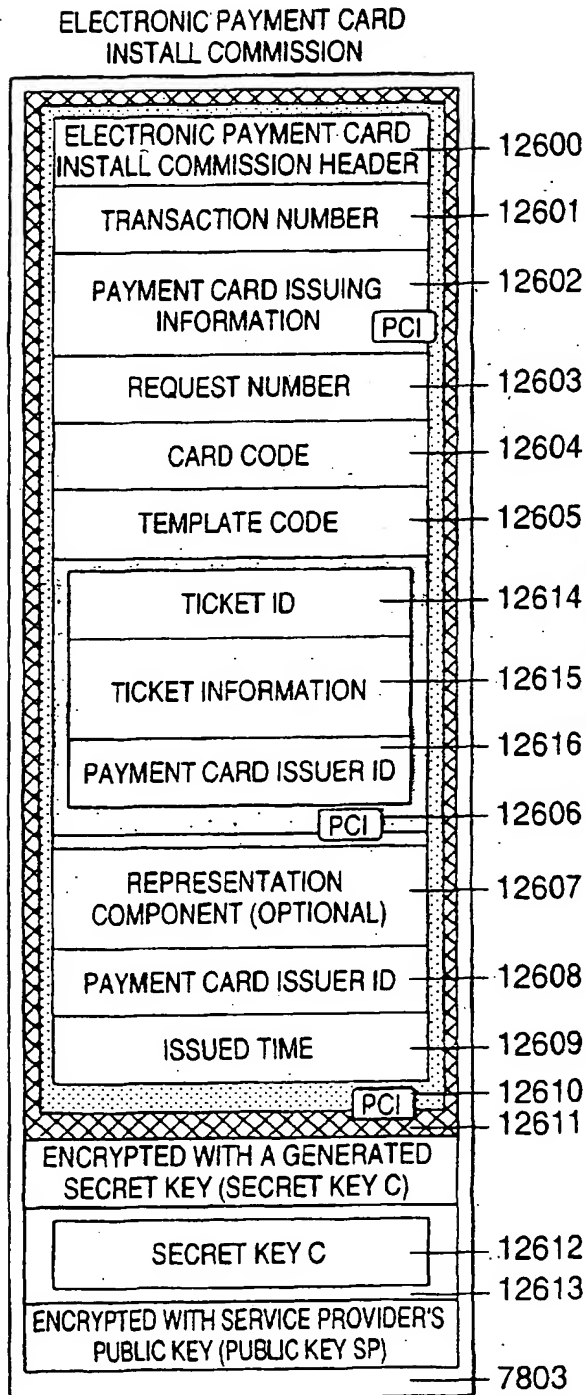 ELECTRONIC PAYMENT CARD
INSTALL COMMISSION
ELECTRONIC PAYMENT CARD
INSTALL COMMISSION HEADER
12600
TRANSACTION NUMBER
12601
PAYMENT CARD ISSUING
INFORMATION
PCI
12602
REQUEST NUMBER
12603
CARD CODE
12604
TEMPLATE CODE
12605
TICKET ID
12614
TICKET INFORMATION
12615
PAYMENT CARD ISSUER ID
12616
PCI
12606
REPRESENTATION
COMPONENT (OPTIONAL)
12607
PAYMENT CARD ISSUER ID
12608
ISSUED TIME
12609
PCI
12610
12611
ENCRYPTED WITH A GENERATED
SECRET KEY (SECRET KEY C)
SECRET KEY C
12612
12613
ENCRYPTED WITH SERVICE PROVIDER'S
PUBLIC KEY (PUBLIC KEY SP)
7803